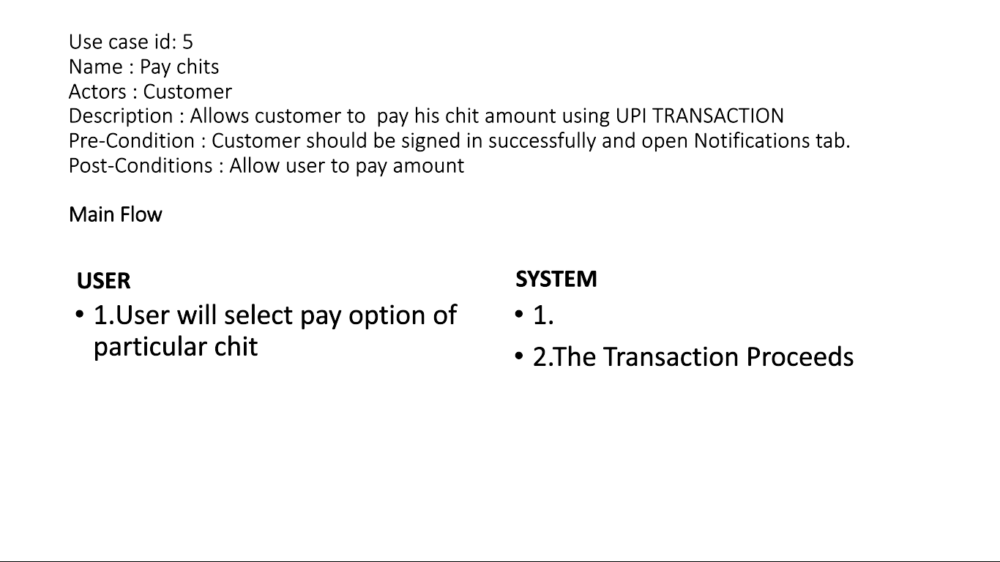 Use case id: 5
Name : Pay chits
Actors : Customer
Description : Allows customer to  pay his chit amount using UPI TRANSACTION
Pre-Condition : Customer should be signed in successfully and open Notifications tab.
Post-Conditions : Allow user to pay amount
Main Flow
USER
• 1.User will select pay option of
particular chit
SYSTEM
• 1.
• 2.The Transaction Proceeds